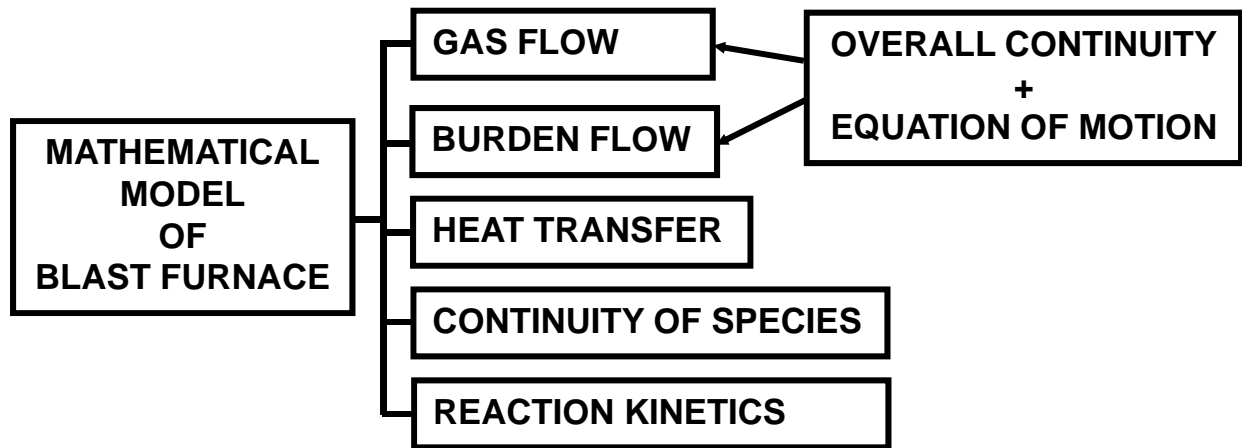 MATHEMATICAL
MODEL
OF
BLAST FURNACE
GAS FLOW
BURDEN FLOW
HEAT TRANSFER
CONTINUITY OF SPECIES
REACTION KINETICS
OVERALL CONTINUITY
+
EQUATION OF MOTION